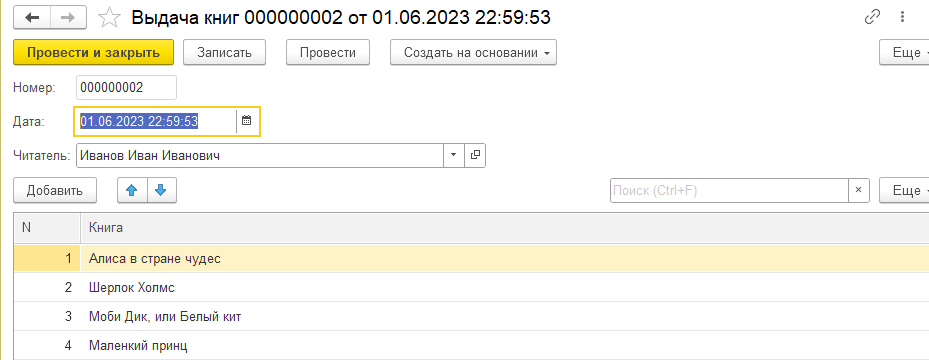 Выдача книг 000000002 от 01.06.2023 22:59:53
Провести и закрыть Записать Провести Создать на основании Еще
Номер: 000000002
Дата: 01.06.2023 22:59:53
Читатель: Иванов Иван Иванович
Добавить Поиск (Ctrl+F) × Еще
N Книга
1 Алиса в стране чудес
2 Шерлок Холмс
3 Моби Дик, или Белый кит
4 Маленкий принц